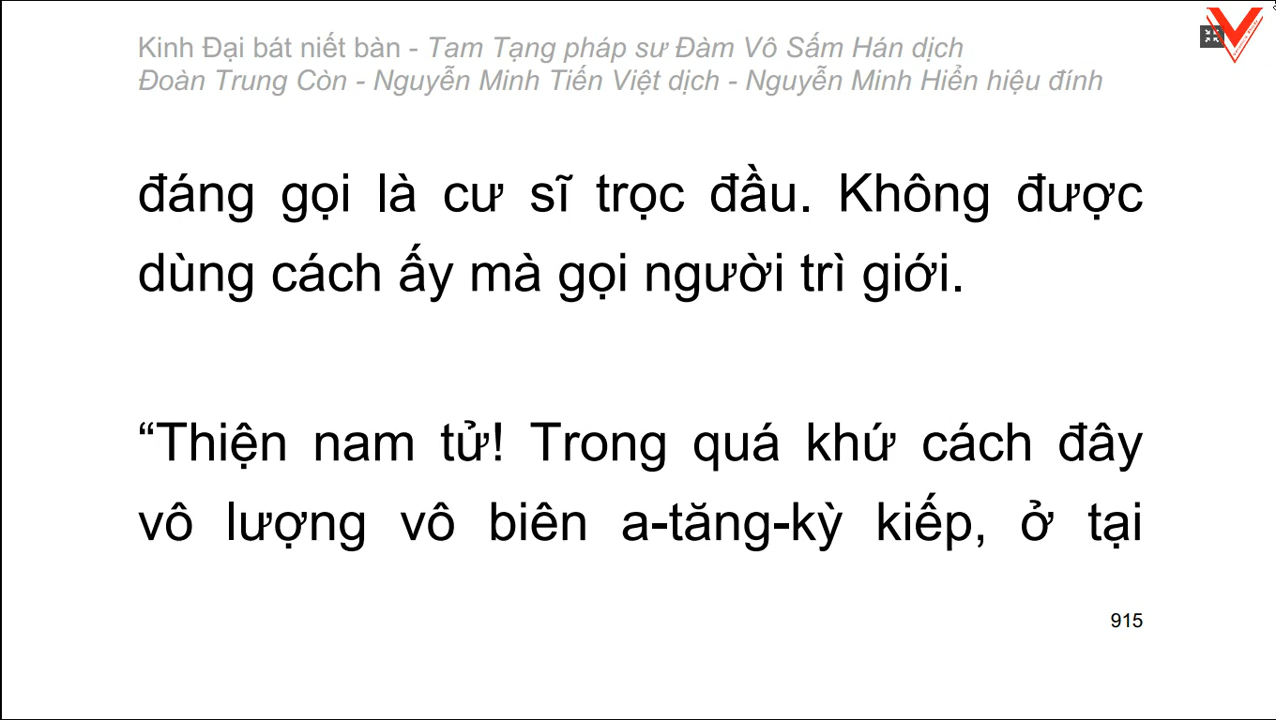 Kinh Đại bát niết bàn - Tam Tạng pháp sư Đàm Vô Sấm Hán dịch
Đoàn Trung Còn - Nguyễn Minh Tiến Việt dịch - Nguyễn Minh Hiển hiệu đính
đáng gọi là cư sĩ trọc đầu. Không được
dùng cách ấy mà gọi người trì giới.
“Thiện nam tử! Trong quá khứ cách đây
vô lượng vô biên a-tăng-kỳ kiếp, ở tại
915